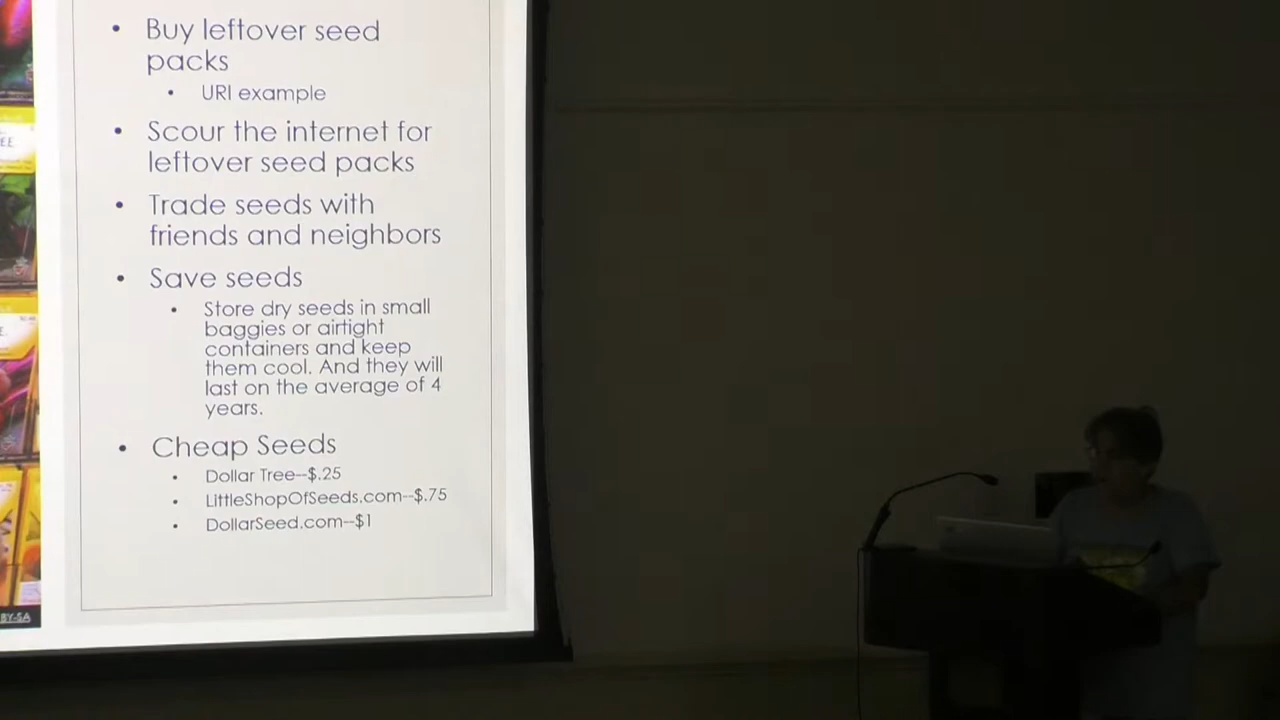 • Buy leftover seed
packs
• URI example
• Scour the internet for
leftover seed packs
• Trade seeds with
friends and neighbors
• Save seeds
• Store dry seeds in small
baggies or airtight
containers and keep
them cool. And they will
last on the average of 4
years.
• Cheap Seeds
• Dollar Tree--$.25
• LittleShopOfSeeds.com--$.75
• DollarSeed.com--$1
BY-SA